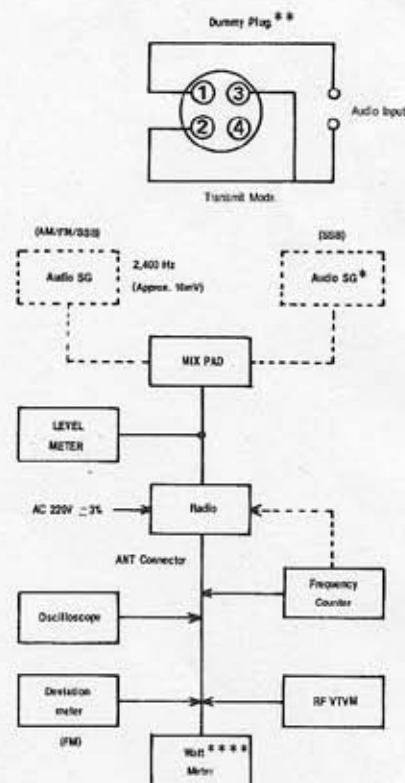 Dummy Plug **
1 3
2 4
Audio Input
Transmit Mode.
(AM/FM/SSB)
Audio SG
2,400 Hz
(Approx. 10mV)
(SSB)
Audio SG *
MIX PAD
LEVEL
METER
AC 220V ±3%
Radio
ANT Connector
Frequency
Counter
Oscilloscope
Deviation
meter
(FM)
RF VTVM
Watt ****
Meter